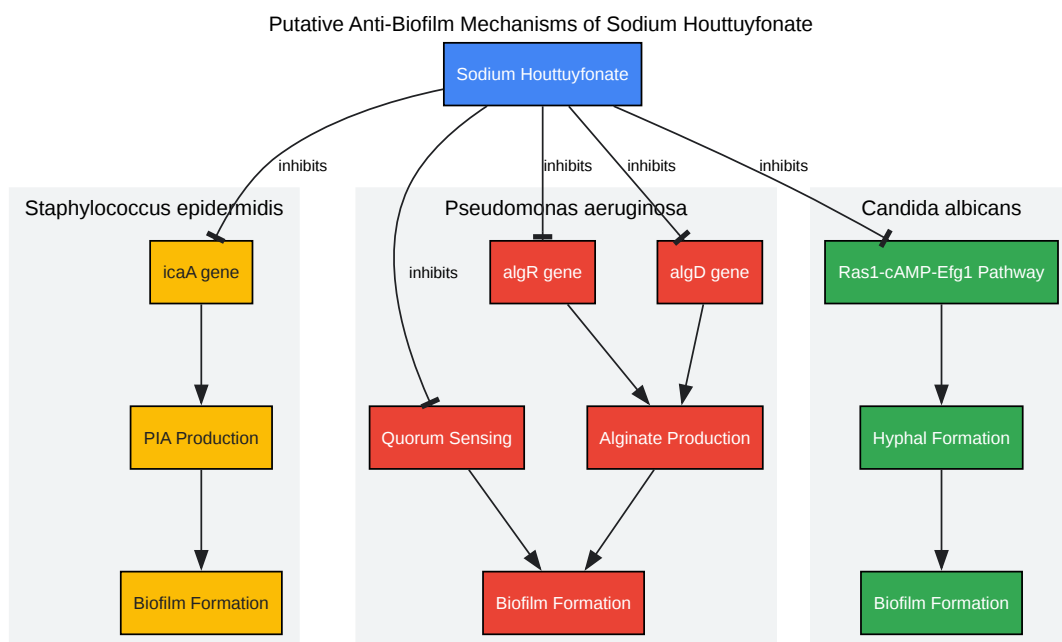 Putative Anti-Biofilm Mechanisms of Sodium Houttuyfonate
Sodium Houttuyfonate
inhibits
inhibits
inhibits
inhibits
Staphylococcus epidermidis
Pseudomonas aeruginosa
Candida albicans
icaA gene
inhibits
algR gene
algD gene
Ras1-cAMP-Efg1 Pathway
PIA Production
Quorum Sensing
Alginate Production
Hyphal Formation
Biofilm Formation
Biofilm Formation
Biofilm Formation